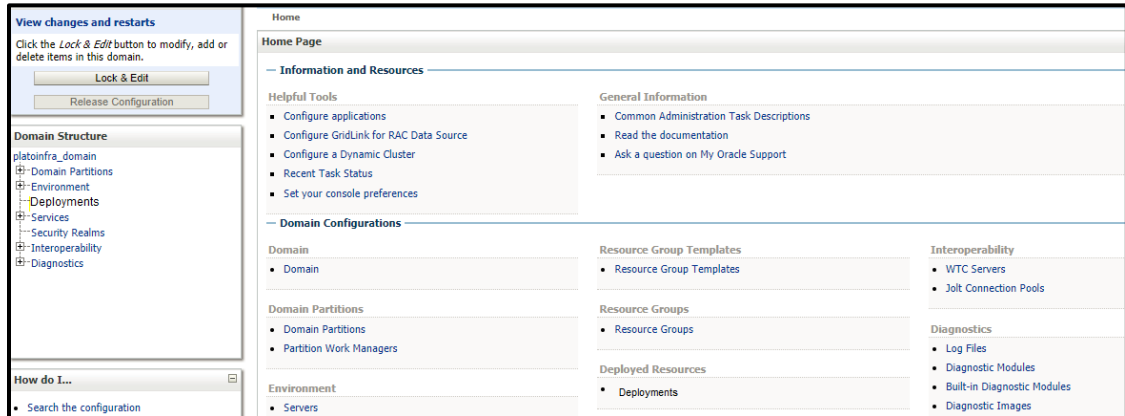 View changes and restarts
Click the Lock & Edit button to modify, add or
delete items in this domain.
Lock & Edit
Release Configuration
Domain Structure
platoinfra_domain
Domain Partitions
Environment
Deployments
Services
Security Realms
Interoperability
Diagnostics
How do I...
Search the configuration
Home
Home Page
Information and Resources
Helpful Tools
Configure applications
Configure GridLink for RAC Data Source
Configure a Dynamic Cluster
Recent Task Status
Set your console preferences
General Information
Common Administration Task Descriptions
Read the documentation
Ask a question on My Oracle Support
Domain Configurations
Domain
Domain
Domain Partitions
Domain Partitions
Partition Work Managers
Environment
Servers
Resource Group Templates
Resource Group Templates
Resource Groups
Resource Groups
Deployed Resources
Deployments
Interoperability
WTC Servers
Jolt Connection Pools
Diagnostics
Log Files
Diagnostic Modules
Built-in Diagnostic Modules
Diagnostic Images